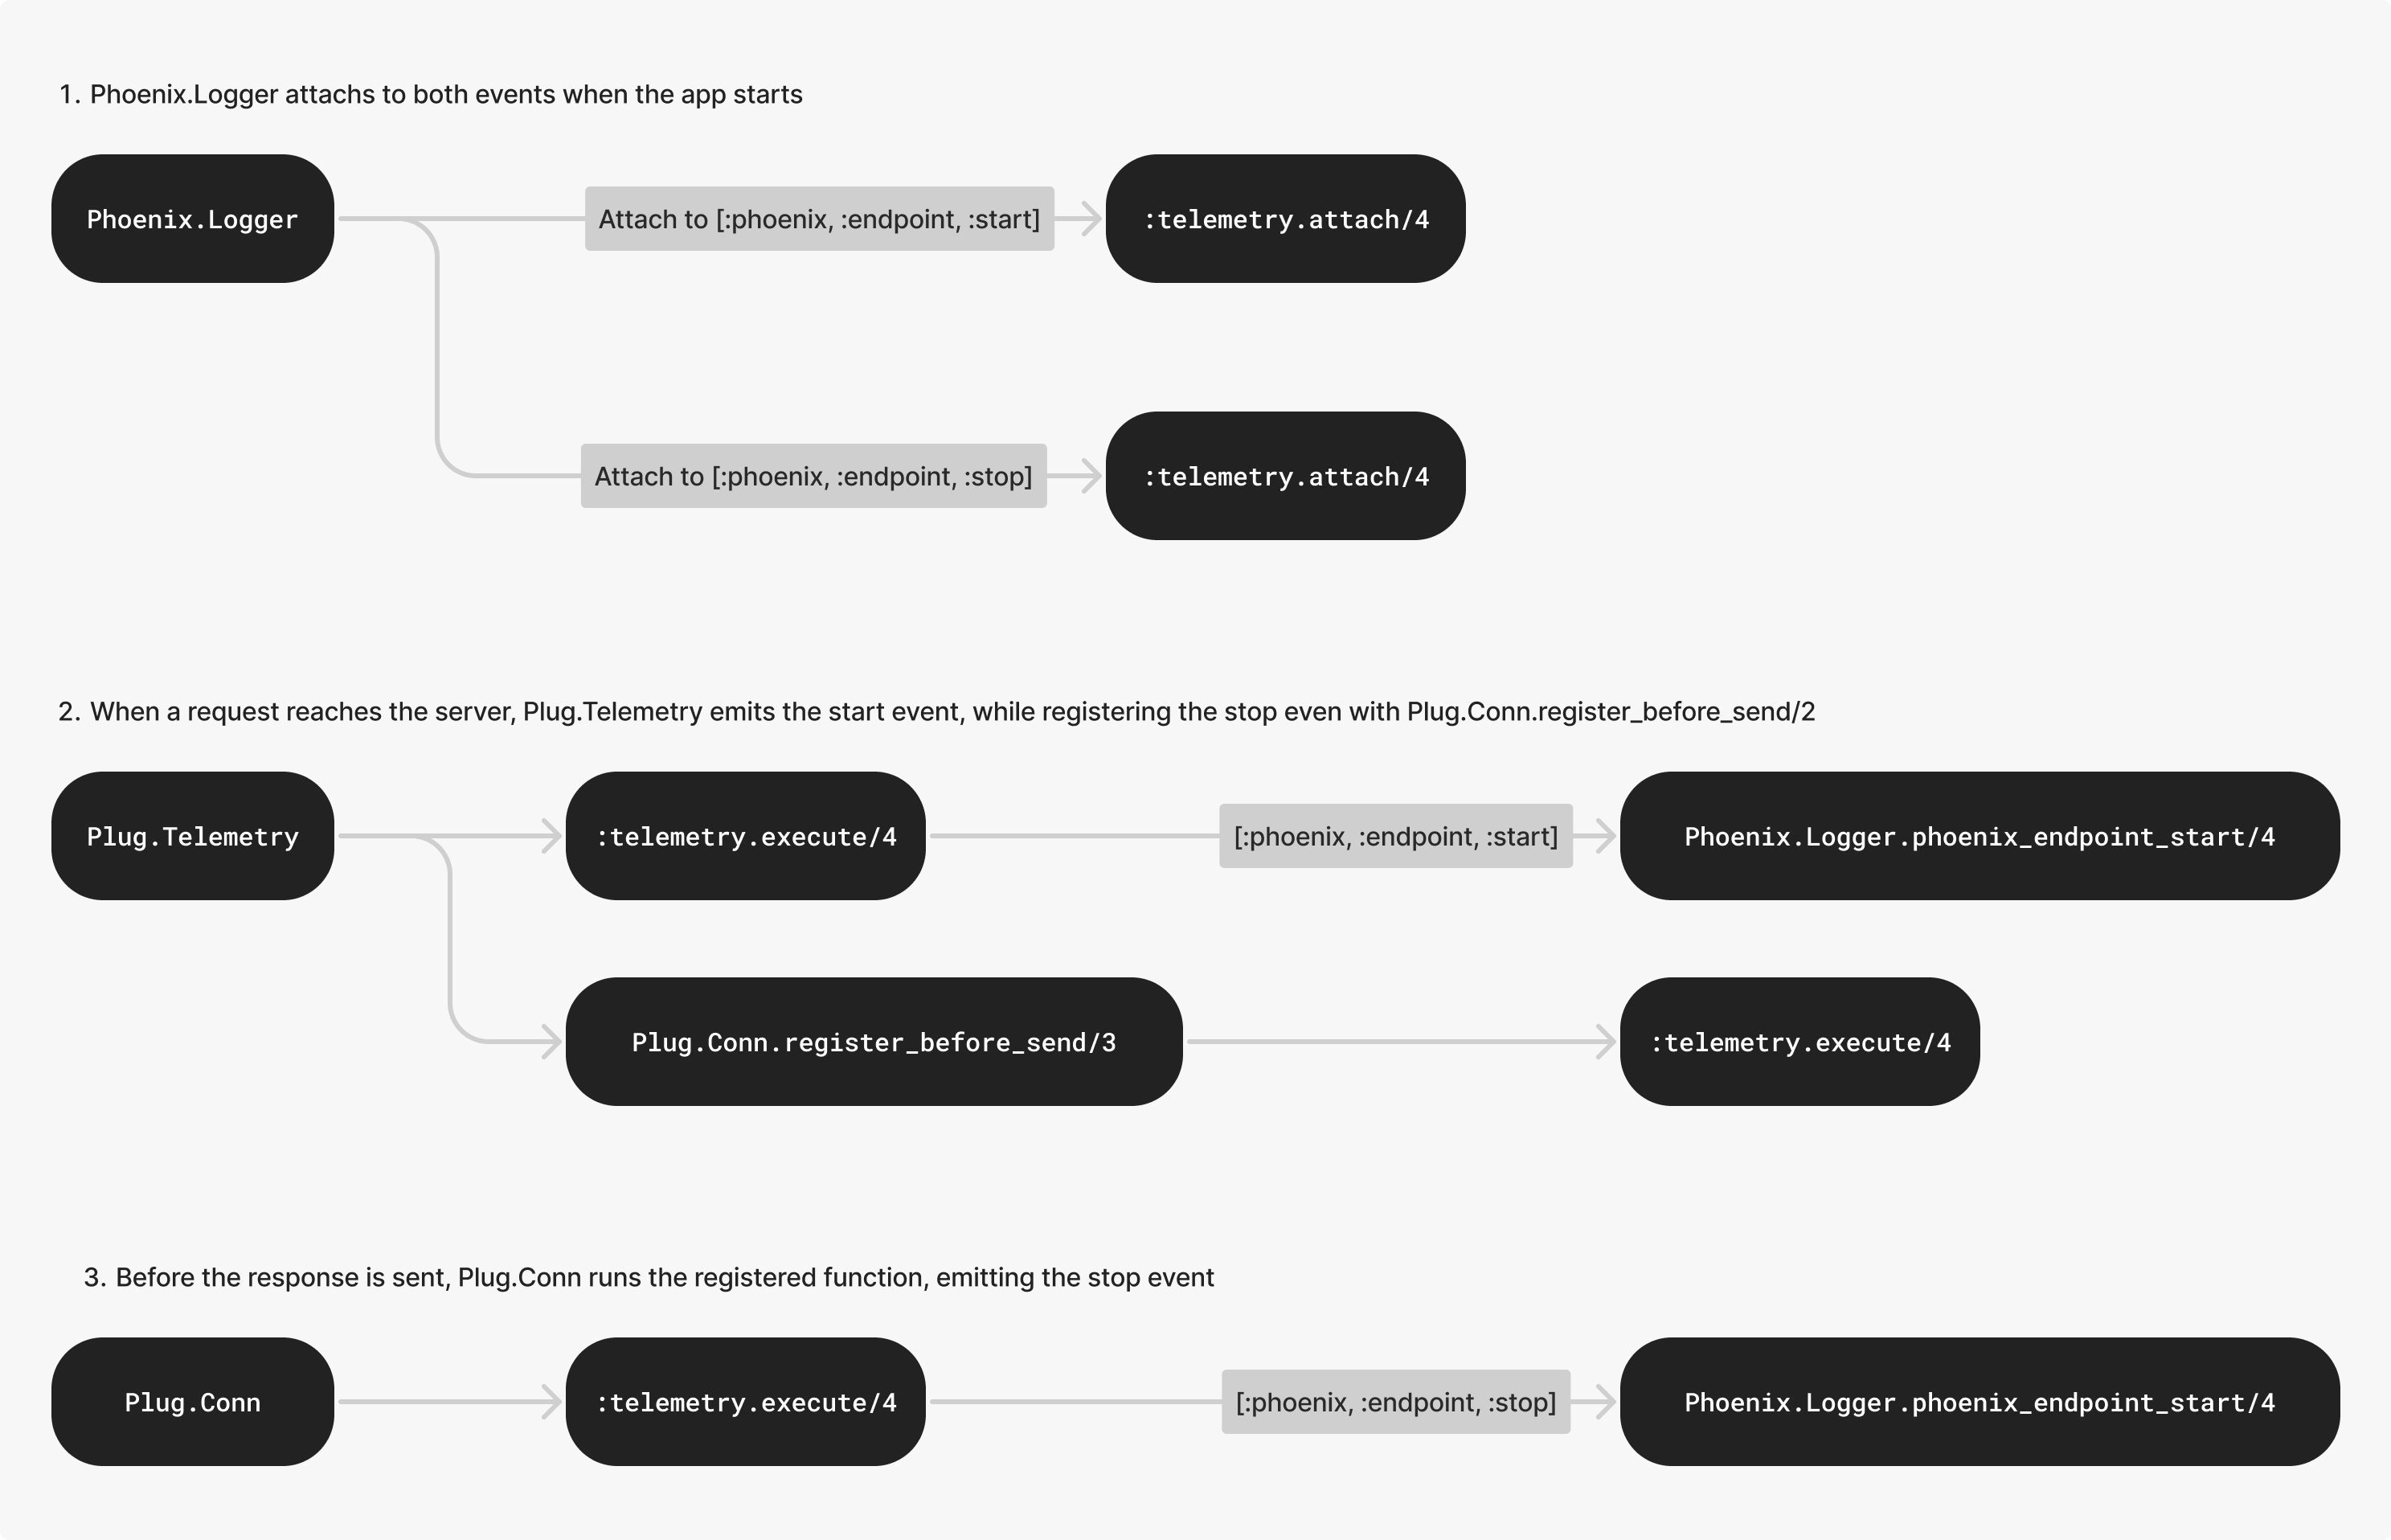 1. Phoenix.Logger attachs to both events when the app starts
Phoenix.Logger
Attach to [:phoenix, :endpoint, :start]
:telemetry.attach/4
Attach to [:phoenix, :endpoint, :stop]
:telemetry.attach/4
2. When a request reaches the server, Plug.Telemetry emits the start event, while registering the stop even with Plug.Conn.register_before_send/2
Plug.Telemetry
:telemetry.execute/4
[:phoenix, :endpoint, :start]
Phoenix.Logger.phoenix_endpoint_start/4
Plug.Conn.register_before_send/3
:telemetry.execute/4
3. Before the response is sent, Plug.Conn runs the registered function, emitting the stop event
Plug.Conn
:telemetry.execute/4
[:phoenix, :endpoint, :stop]
Phoenix.Logger.phoenix_endpoint_start/4